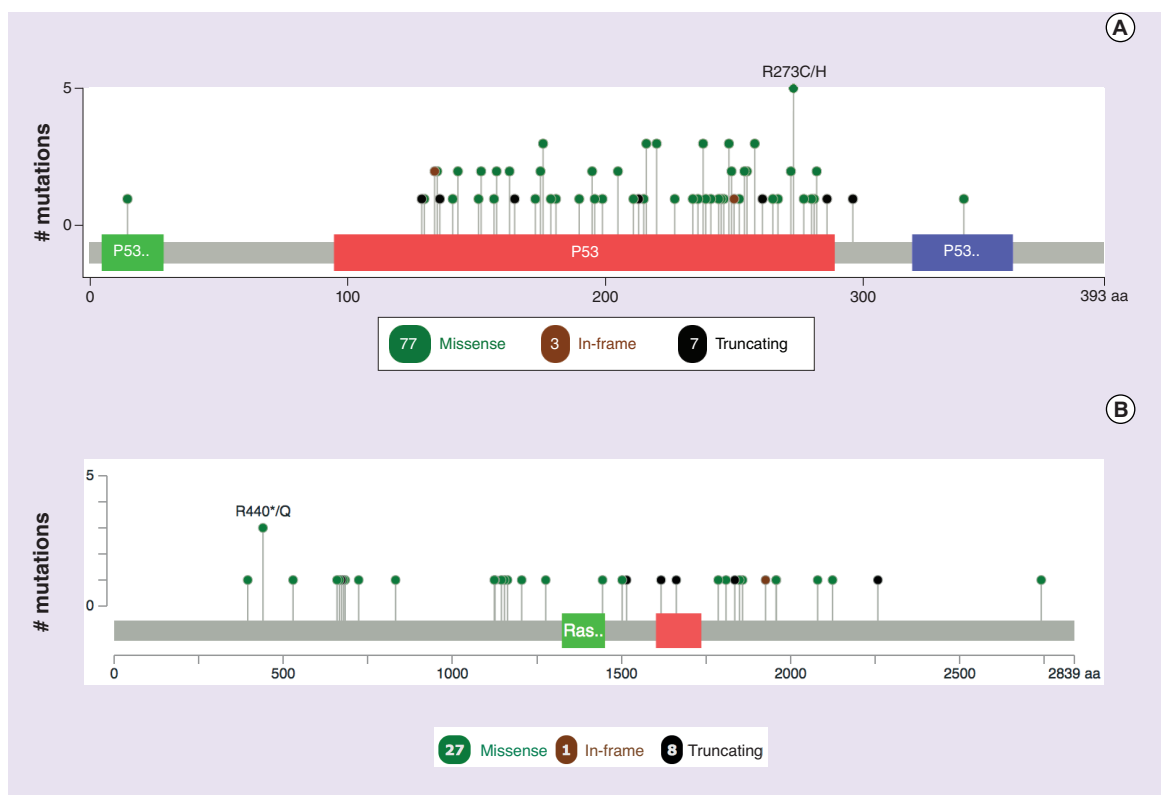 A
R273C/H
5
0
# mutations
P53..
P53
P53..
0 100 200 300 393 aa
77 Missense 3 In-frame 7 Truncating
B
5
R440*/Q
0
# mutations
Ras..
0 500 1000 1500 2000 2500 2839 aa
27 Missense 1 In-frame 8 Truncating